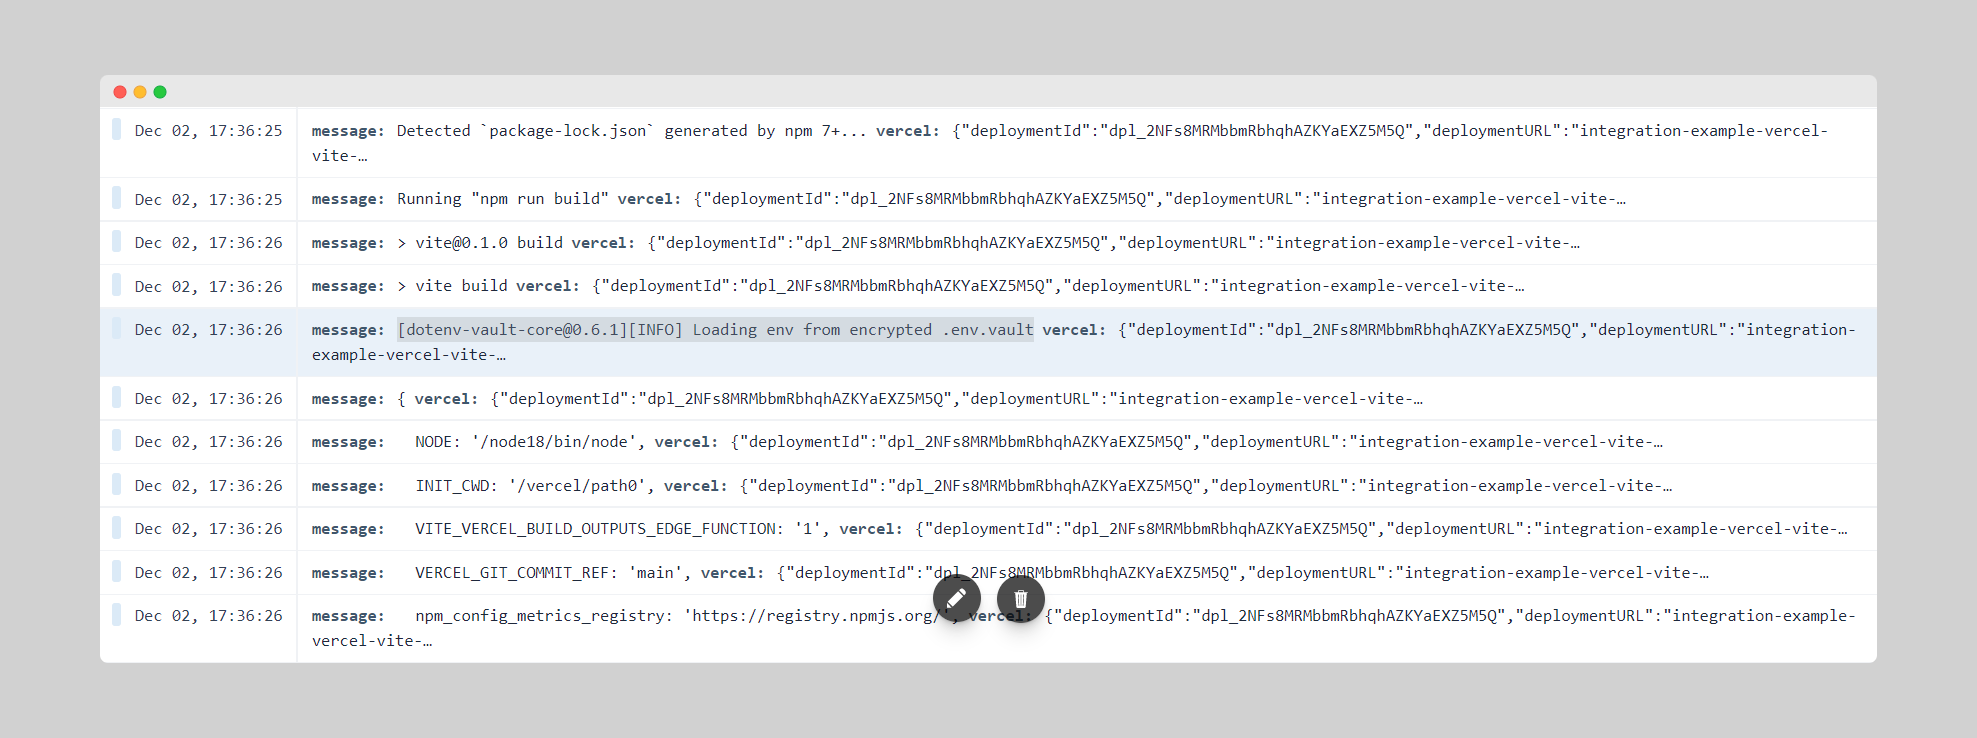 Dec 02, 17:36:25 message: Detected `package-lock.json` generated by npm 7+... vercel: {"deploymentId":"dpl_2NFs8MRMbbmRbhqhAZKYaEXZ5M5Q","deploymentURL":"integration-example-vercel-
vite-…
Dec 02, 17:36:25 message: Running "npm run build" vercel: {"deploymentId":"dpl_2NFs8MRMbbmRbhqhAZKYaEXZ5M5Q","deploymentURL":"integration-example-vercel-vite-…
Dec 02, 17:36:26 message: > vite@0.1.0 build vercel: {"deploymentId":"dpl_2NFs8MRMbbmRbhqhAZKYaEXZ5M5Q","deploymentURL":"integration-example-vercel-vite-…
Dec 02, 17:36:26 message: > vite build vercel: {"deploymentId":"dpl_2NFs8MRMbbmRbhqhAZKYaEXZ5M5Q","deploymentURL":"integration-example-vercel-vite-…
Dec 02, 17:36:26 message: [dotenv-vault-core@0.6.1][INFO] Loading env from encrypted .env.vault vercel: {"deploymentId":"dpl_2NFs8MRMbbmRbhqhAZKYaEXZ5M5Q","deploymentURL":"integration-
example-vercel-vite-…
Dec 02, 17:36:26 message: { vercel: {"deploymentId":"dpl_2NFs8MRMbbmRbhqhAZKYaEXZ5M5Q","deploymentURL":"integration-example-vercel-vite-…
Dec 02, 17:36:26 message: NODE: '/node18/bin/node', vercel: {"deploymentId":"dpl_2NFs8MRMbbmRbhqhAZKYaEXZ5M5Q","deploymentURL":"integration-example-vercel-vite-…
Dec 02, 17:36:26 message: INIT_CWD: '/vercel/path0', vercel: {"deploymentId":"dpl_2NFs8MRMbbmRbhqhAZKYaEXZ5M5Q","deploymentURL":"integration-example-vercel-vite-…
Dec 02, 17:36:26 message: VITE_VERCEL_BUILD_OUTPUTS_EDGE_FUNCTION: '1', vercel: {"deploymentId":"dpl_2NFs8MRMbbmRbhqhAZKYaEXZ5M5Q","deploymentURL":"integration-example-vercel-vite-…
Dec 02, 17:36:26 message: VERCEL_GIT_COMMIT_REF: 'main', vercel: {"deploymentId":"dpl_2NFs8MRMbbmRbhqhAZKYaEXZ5M5Q","deploymentURL":"integration-example-vercel-vite-…
Dec 02, 17:36:26 message: npm_config_metrics_registry: 'https://registry.npmjs.org/', vercel: {"deploymentId":"dpl_2NFs8MRMbbmRbhqhAZKYaEXZ5M5Q","deploymentURL":"integration-example-
vercel-vite-…